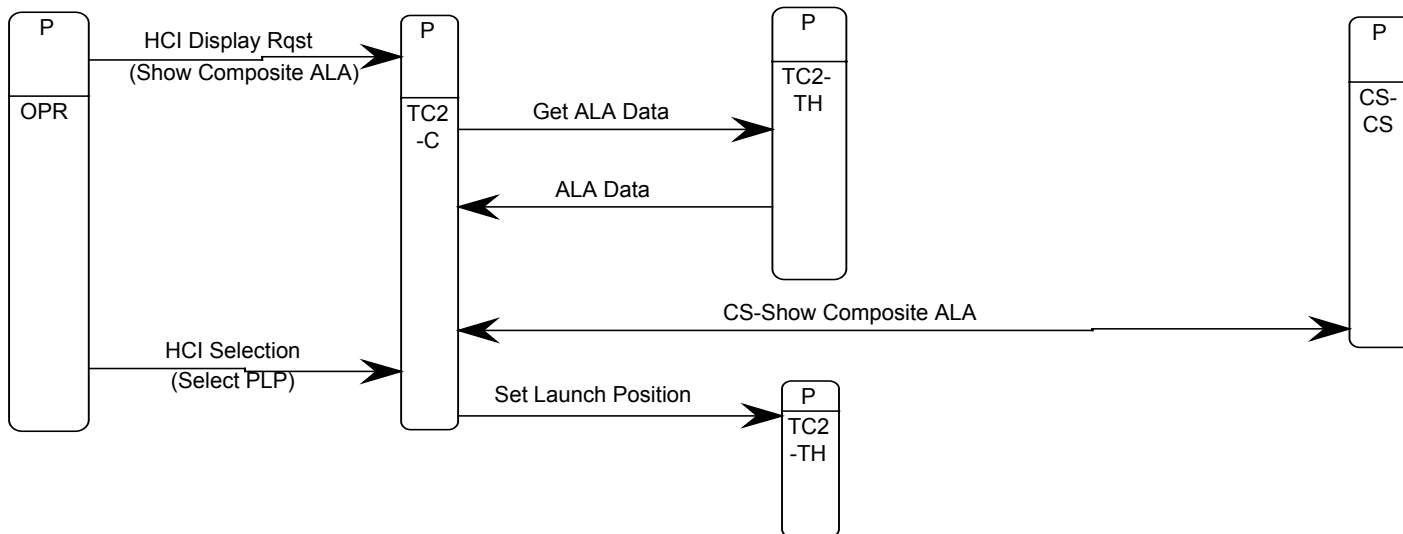 P
OPR
HCI Display Rqst
(Show Composite ALA)
P
TC2
-C
Get ALA Data
ALA Data
P
TC2-
TH
P
CS-
CS
CS-Show Composite ALA
HCI Selection
(Select PLP)
Set Launch Position
P
TC2
-TH